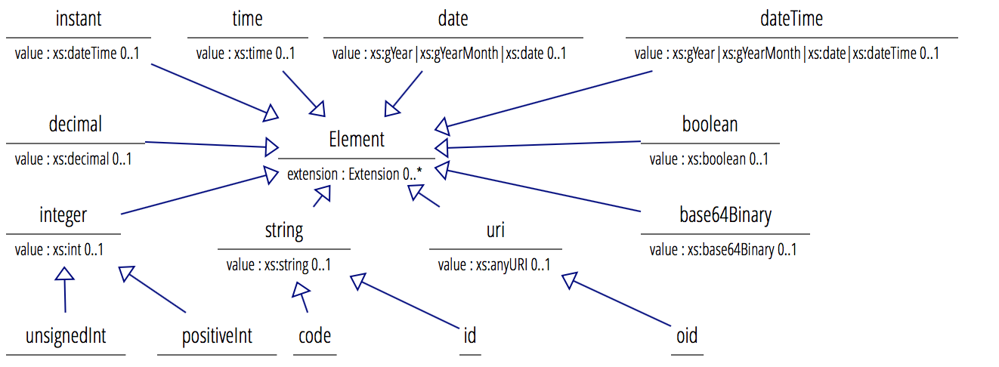 instant
value : xs:dateTime 0..1
time
value : xs:time 0..1
date
value : xs:gYear|xs:gYearMonth|xs:date 0..1
dateTime
value : xs:gYear|xs:gYearMonth|xs:date|xs:dateTime 0..1
decimal
value : xs:decimal 0..1
Element
extension : Extension 0..*
boolean
value : xs:boolean 0..1
integer
value : xs:int 0..1
string
value : xs:string 0..1
uri
value : xs:anyURI 0..1
base64Binary
value : xs:base64Binary 0..1
unsignedInt
positiveInt
code
id
oid